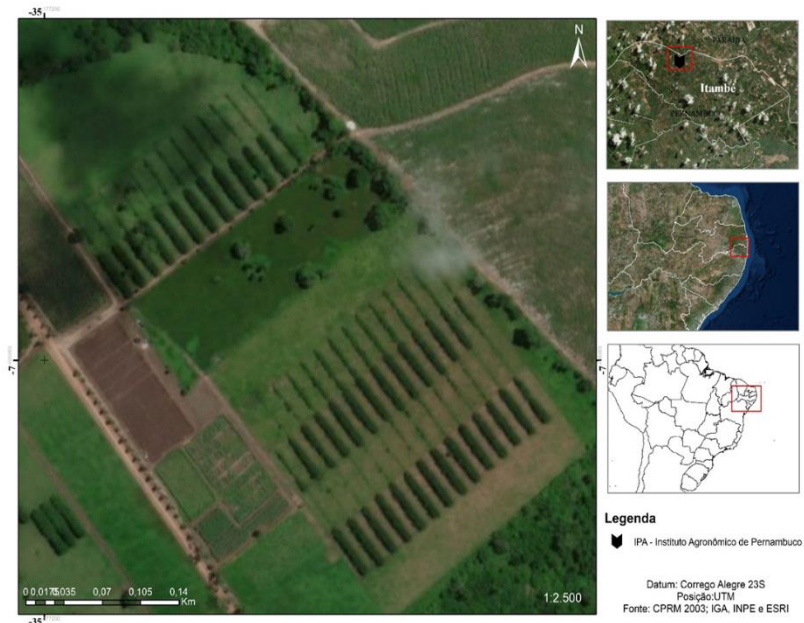 -35
N
-7
-7
0 0,0175 0,035 0,07 0,105 0,14
Km
1:2.500
-35
PARAIBA
Itambé
Legenda
IPA - Instituto Agronômico de Pernambuco
Datum: Corrego Alegre 23S
Posição:UTM
Fonte: CPRM 2003; IGA, INPE e ESRI